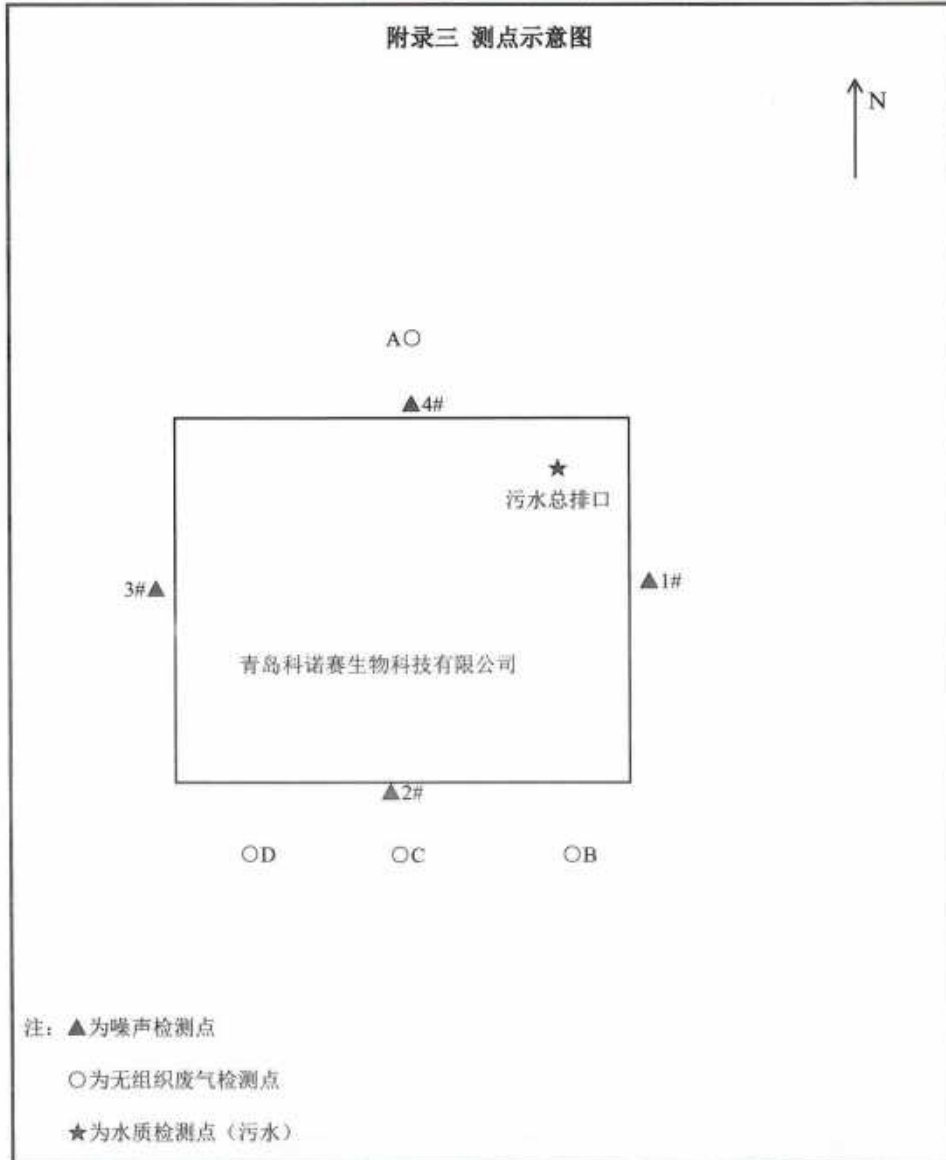 附录三 测点示意图
N
A○
▲4#
★
污水总排口
3#▲
▲1#
青岛科诺赛生物科技有限公司
▲2#
○D
○C
○B
注：▲为噪声检测点
○为无组织废气检测点
★为水质检测点（污水）